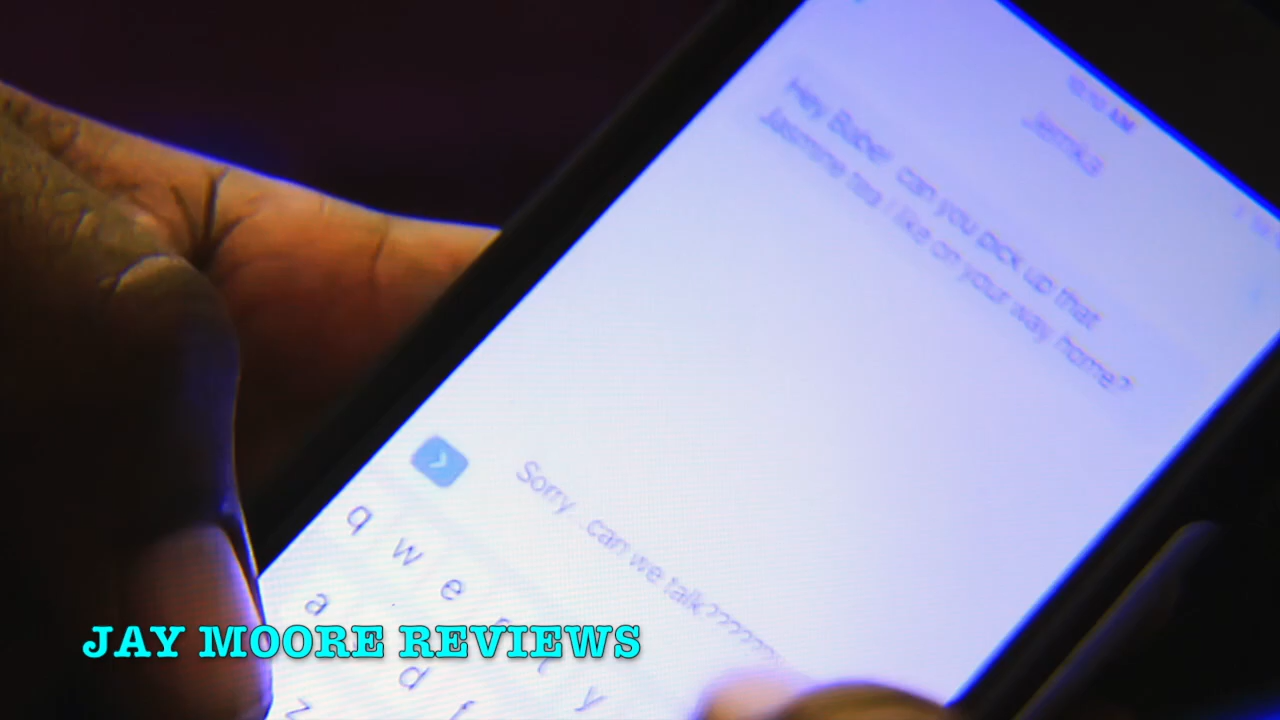 Hey Babe! can you pick up that
Jasmine tea I like on your way home?
Sorry ..can we talk???????
q w e
a
d
z
f
y
JAY MOORE REVIEWS